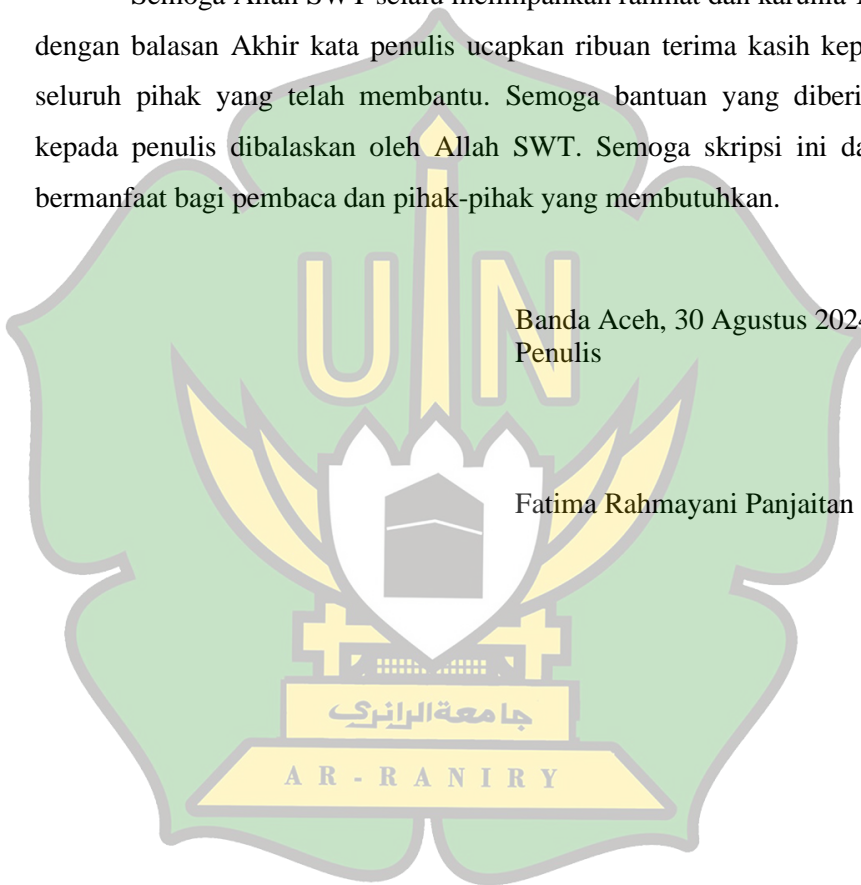 dengan balasan Akhir kata penulis ucapkan ribuan terima kasih kep
seluruh pihak yang telah membantu. Semoga bantuan yang diberi
kepada penulis dibalaskan oleh Allah SWT. Semoga skripsi ini da
bermanfaat bagi pembaca dan pihak-pihak yang membutuhkan.
UIN
Banda Aceh, 30 Agustus 2024
Penulis
Fatima Rahmayani Panjaitan
جامعة الرانري
AR-RANIRY